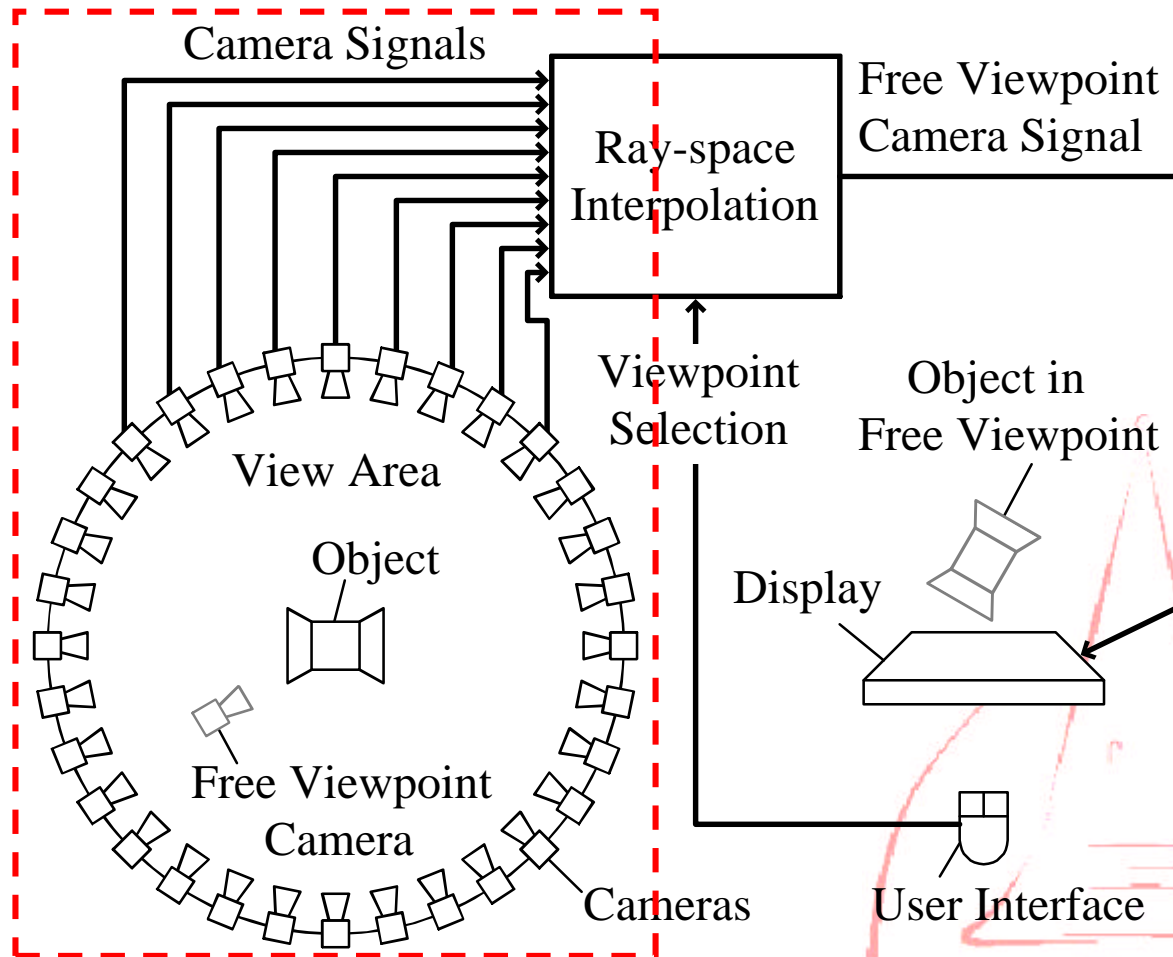 Camera Signals
Free Viewpoint
Camera Signal
Ray-space
Interpolation
Viewpoint
Selection
Object in
Free Viewpoint
View Area
Object
Display
Free Viewpoint
Camera
Cameras
User Interface